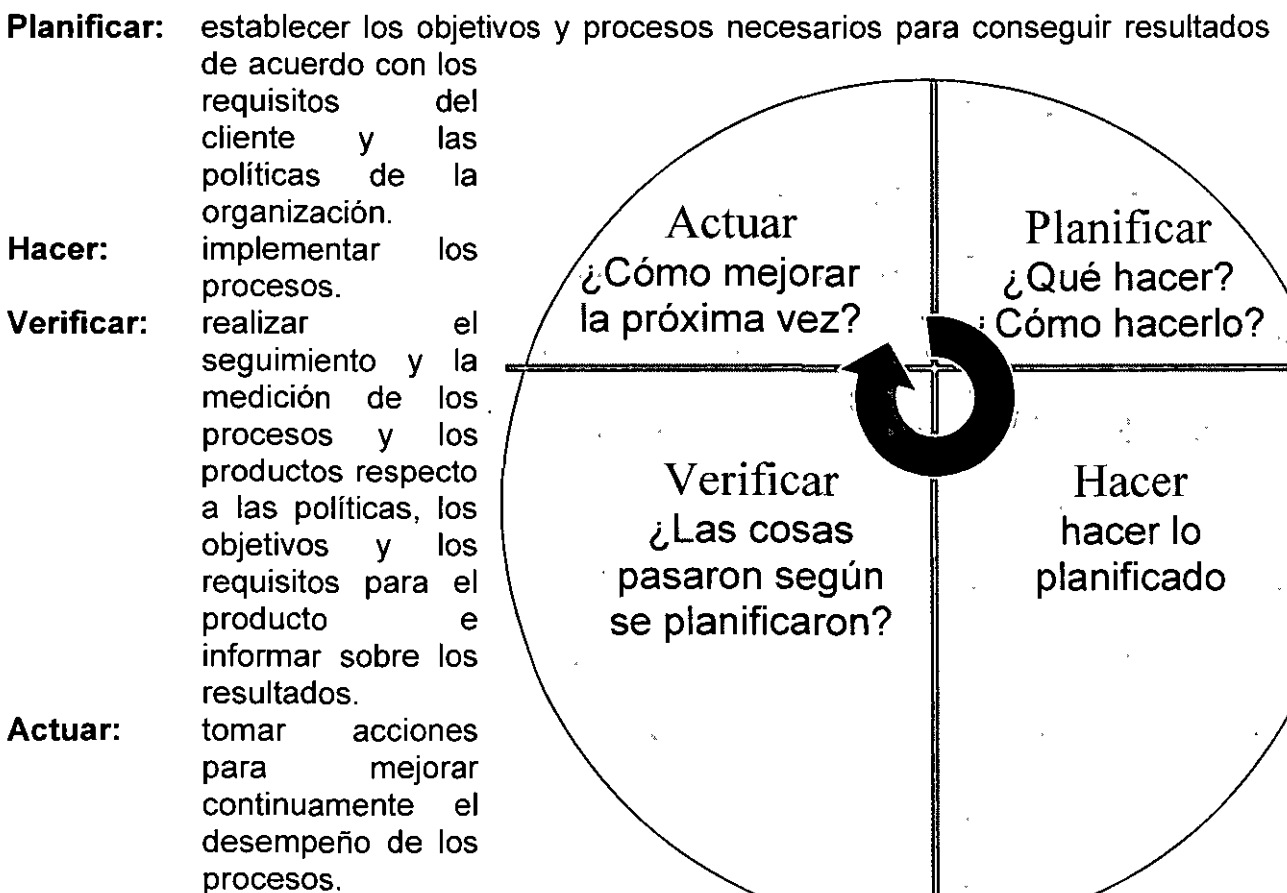 Planificar: establecer los objetivos y procesos necesarios para conseguir resultados
de acuerdo con los
requisitos del
cliente y las
políticas de la
organización.
Hacer: implementar los
procesos.
Verificar: realizar el
seguimiento y la
medición de los
procesos y los
productos respecto
a las políticas, los
objetivos y los
requisitos para el
producto e
informar sobre los
resultados.
Actuar: tomar acciones
para mejorar
continuamente el
desempeño de los
procesos.
Actuar
¿Cómo mejorar
la próxima vez?
Planificar
¿Qué hacer?
¿Cómo hacerlo?
Verificar
¿Las cosas
pasaron según
se planificaron?
Hacer
hacer lo
planificado